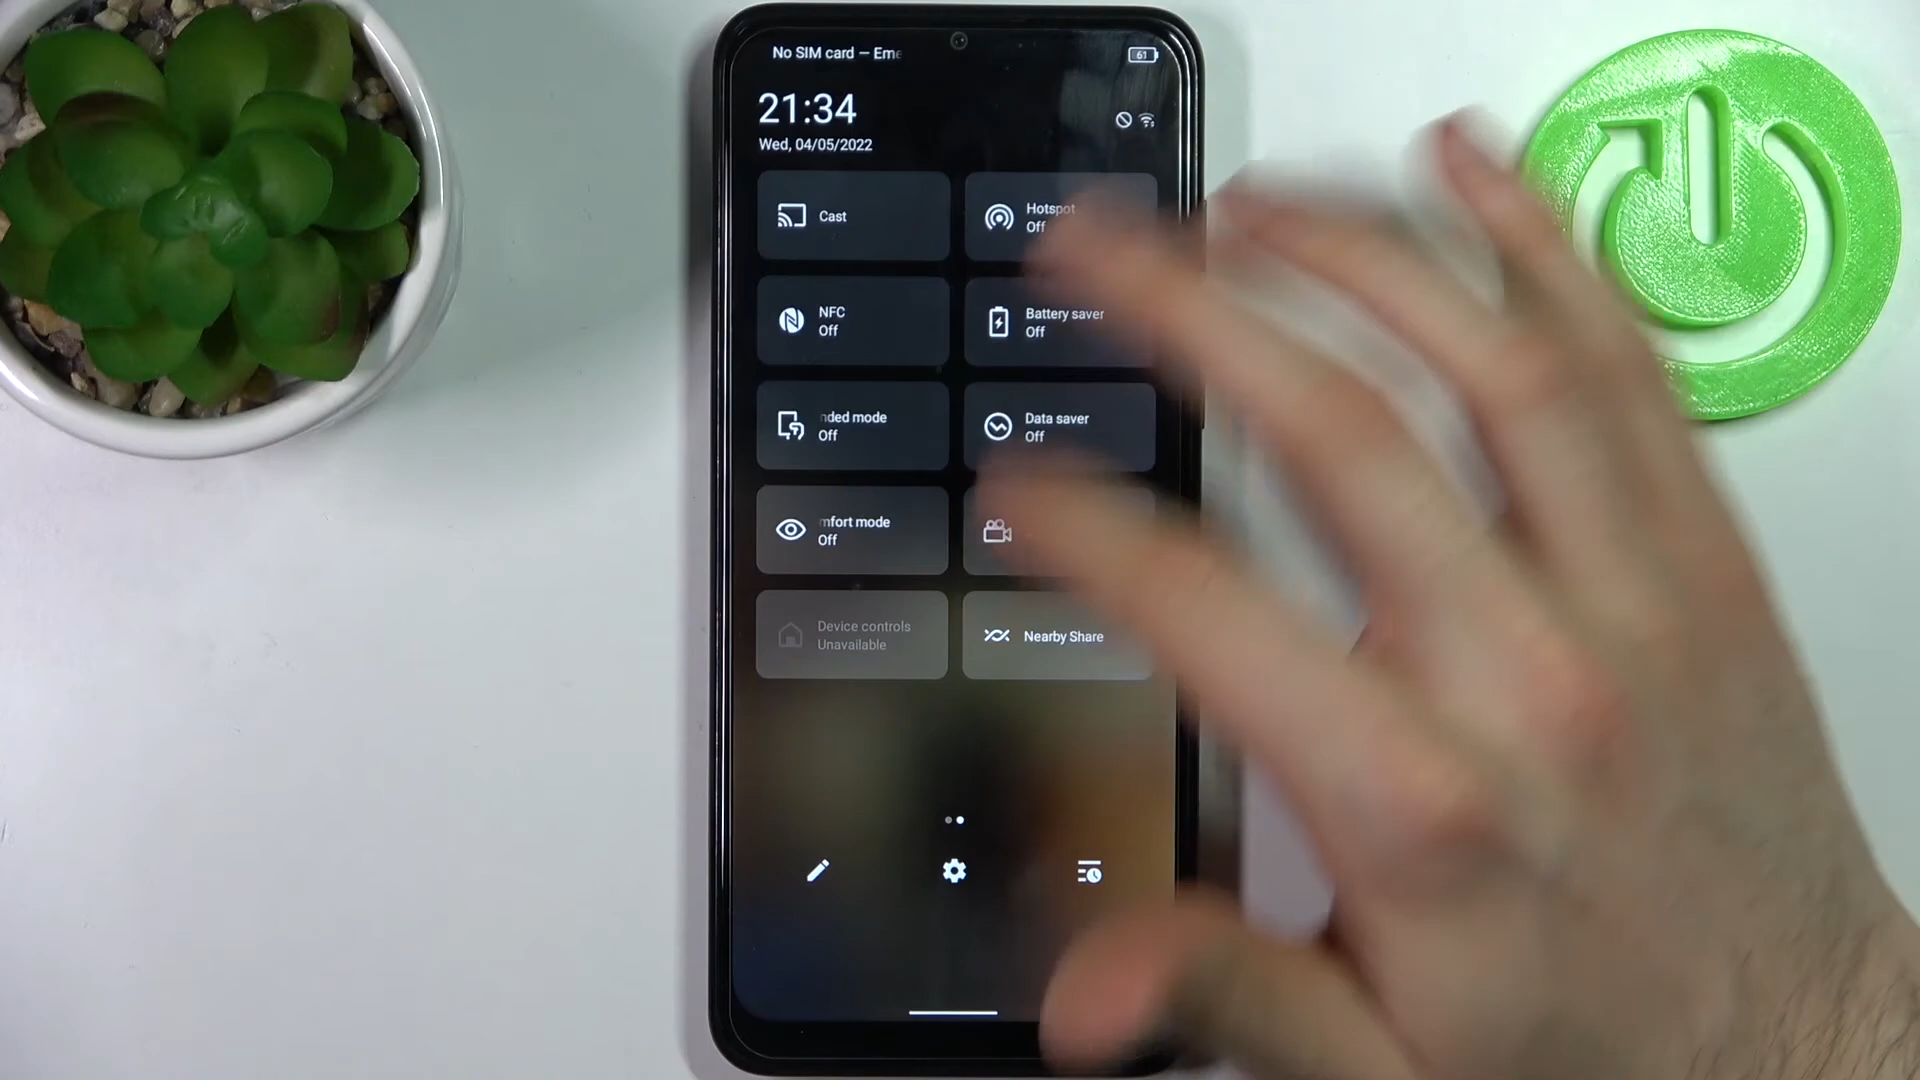 No SIM card — Eme
61
21:34
Wed, 04/05/2022
Cast
Hotspot
Off
NFC
Off
Battery saver
Off
nded mode
Off
Data saver
Off
mfort mode
Off
Device controls
Unavailable
Nearby Share